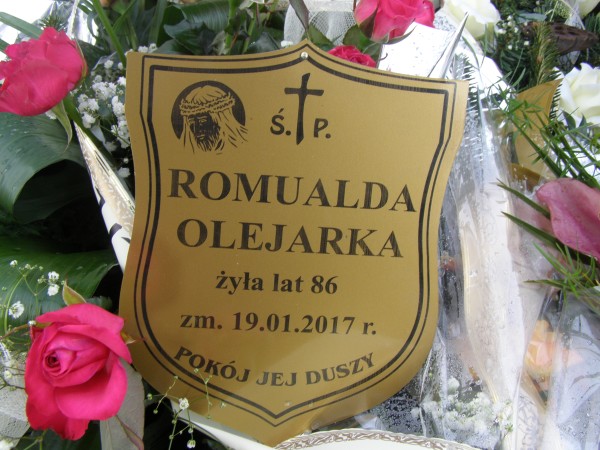 Ś. P.
ROMUALDA
OLEJARKA
żyła lat 86
zm. 19.01.2017 r.
POKÓJ JEJ DUSZY